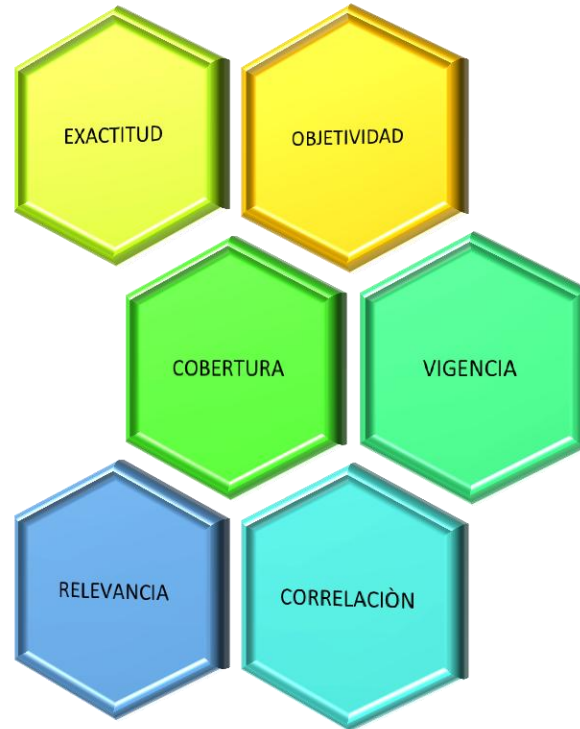 EXACTITUD
OBJETIVIDAD
COBERTURA
VIGENCIA
RELEVANCIA
CORRELACIÒN